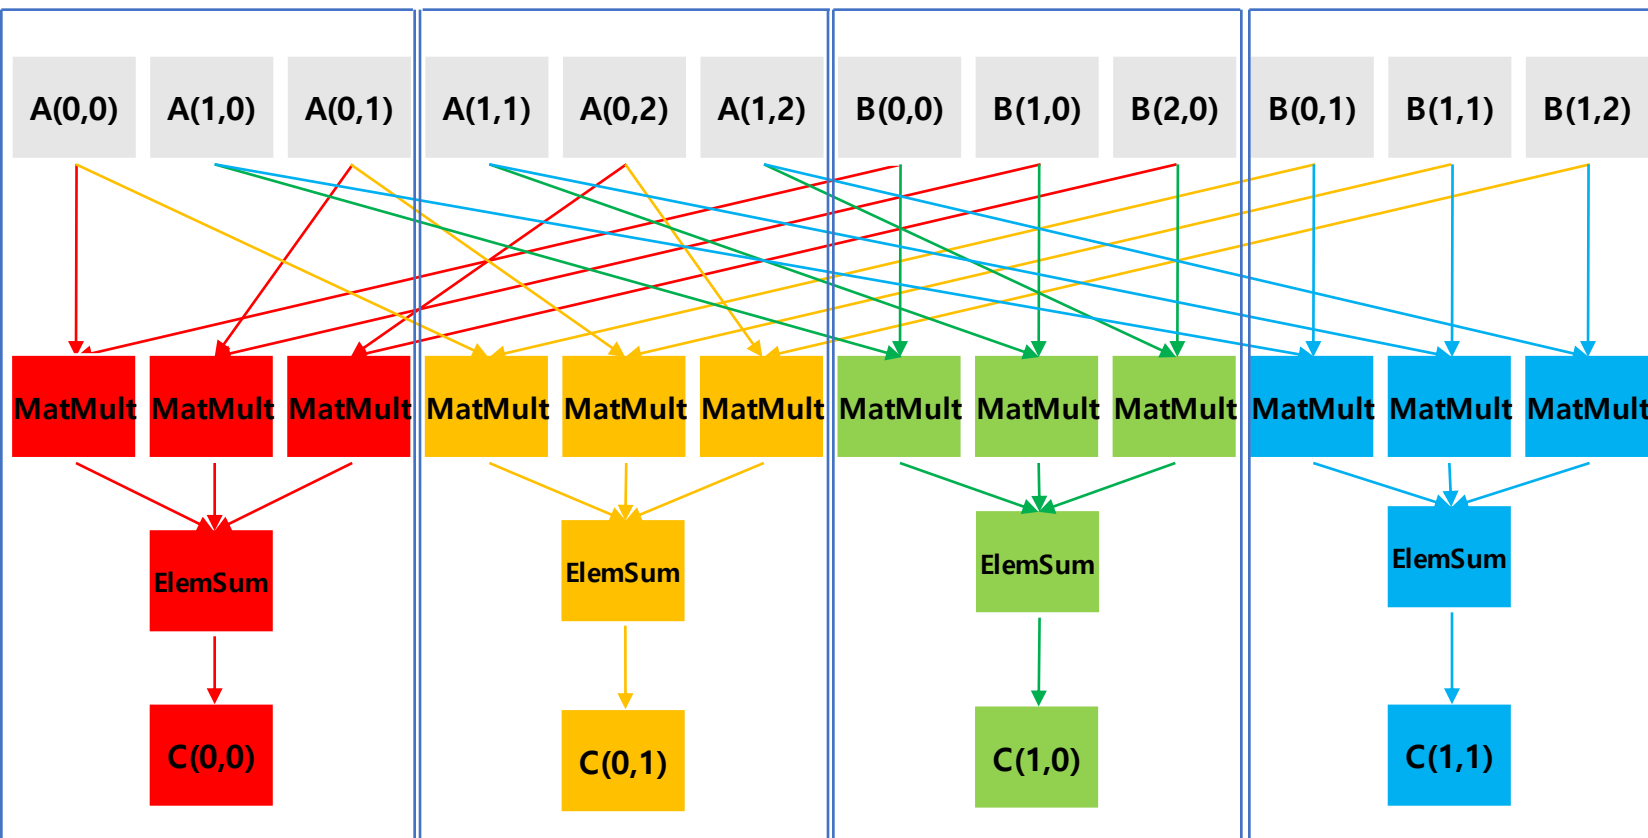 A(0,0) A(1,0) A(0,1) A(1,1) A(0,2) A(1,2) B(0,0) B(1,0) B(2,0) B(0,1) B(1,1) B(1,2)
MatMult MatMult MatMult MatMult MatMult MatMult MatMult MatMult MatMult MatMult MatMult MatMult
ElemSum ElemSum ElemSum ElemSum
C(0,0) C(0,1) C(1,0) C(1,1)